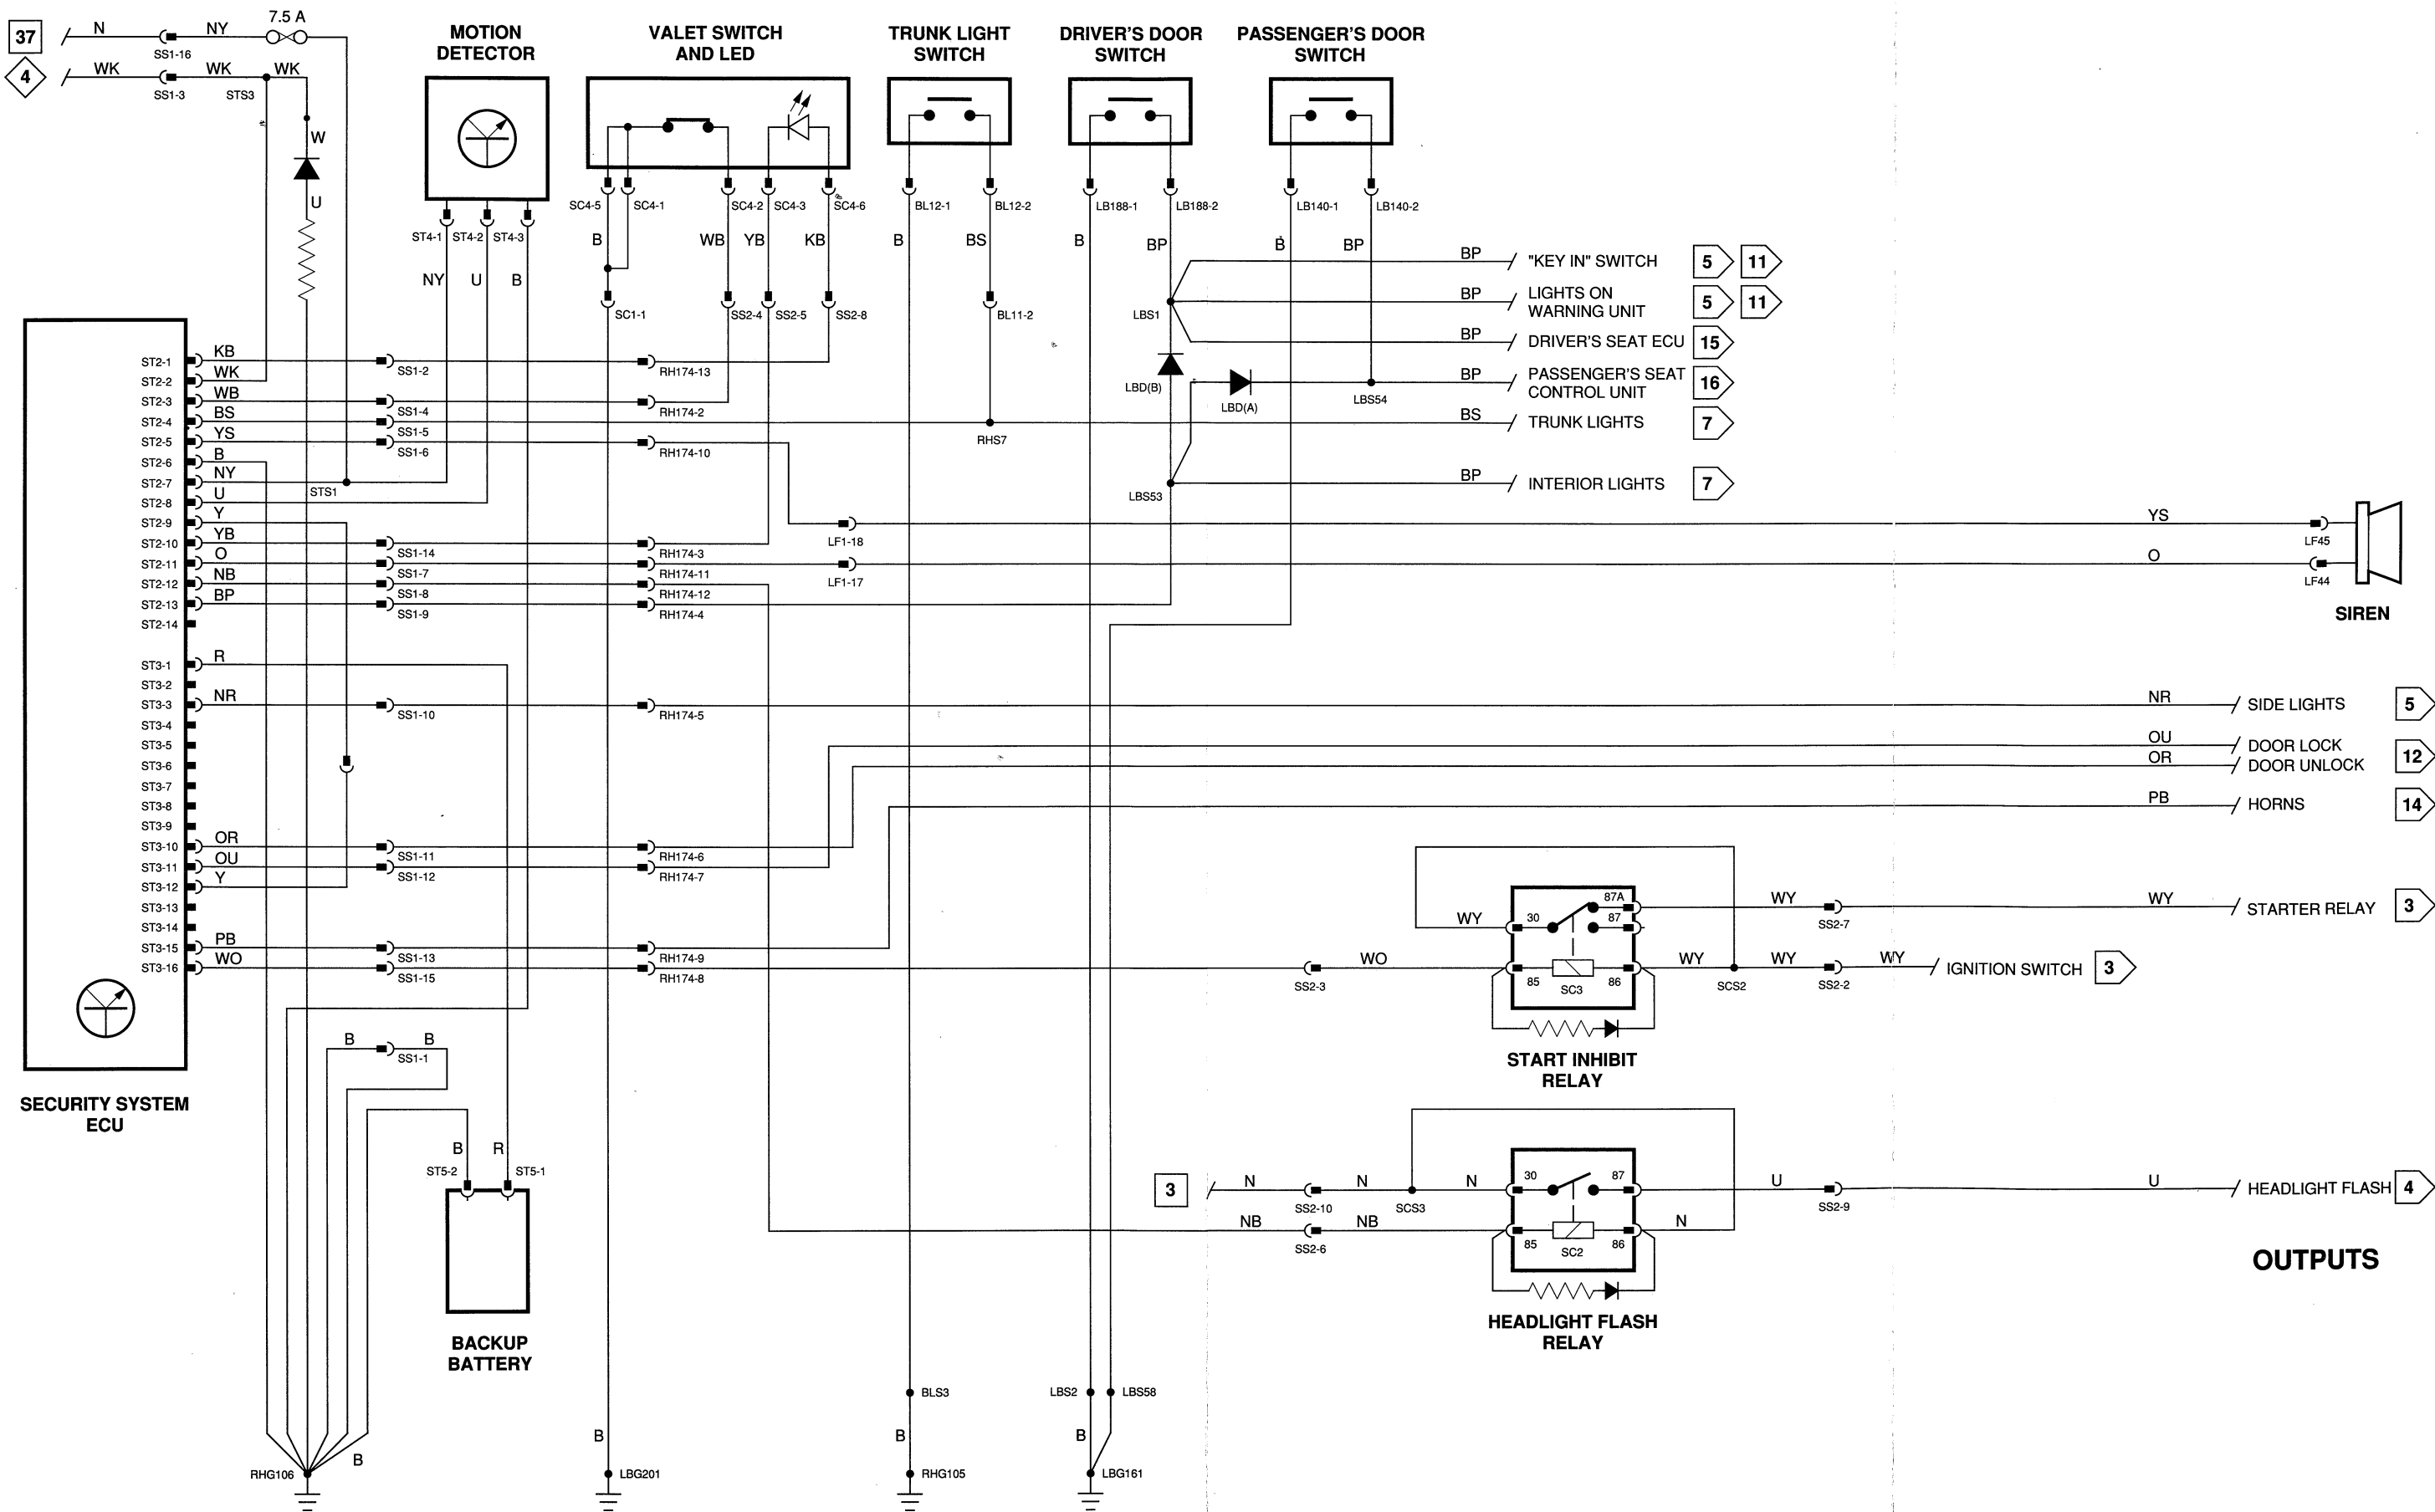 37
N
SS1-16
NY
7.5 A
4
WK
SS1-3
WK
STS3
WK
W
U
MOTION
DETECTOR
ST4-1
ST4-2
ST4-3
NY
U
B
VALET SWITCH
AND LED
SC4-5
SC4-1
SC4-2
SC4-3
SC4-6
B
WB
YB
KB
SC1-1
SS2-4
SS2-5
SS2-8
TRUNK LIGHT
SWITCH
BL12-1
BL12-2
B
BS
BL11-2
RHS7
DRIVER'S DOOR
SWITCH
LB188-1
LB188-2
B
BP
LBS1
LBD(B)
LBD(A)
LBS53
PASSENGER'S DOOR
SWITCH
LB140-1
LB140-2
B
BP
LBS54
BP
"KEY IN" SWITCH
5
11
BP
LIGHTS ON
WARNING UNIT
5
11
BP
DRIVER'S SEAT ECU
15
BP
PASSENGER'S SEAT
CONTROL UNIT
16
BS
TRUNK LIGHTS
7
BP
INTERIOR LIGHTS
7
ST2-1
KB
SS1-2
RH174-13
ST2-2
WK
ST2-3
WB
SS1-4
RH174-2
ST2-4
BS
SS1-5
ST2-5
YS
SS1-6
RH174-10
ST2-6
B
ST2-7
NY
STS1
ST2-8
U
ST2-9
Y
ST2-10
YB
SS1-14
RH174-3
LF1-18
YS
LF45
ST2-11
O
SS1-7
RH174-11
LF1-17
O
LF44
SIREN
ST2-12
NB
SS1-8
RH174-12
ST2-13
BP
SS1-9
RH174-4
ST2-14
ST3-1
R
ST3-2
ST3-3
NR
SS1-10
RH174-5
NR
SIDE LIGHTS
5
ST3-4
ST3-5
OU
DOOR LOCK
ST3-6
OR
DOOR UNLOCK
12
ST3-7
ST3-8
PB
HORNS
14
ST3-9
ST3-10
OR
SS1-11
RH174-6
ST3-11
OU
SS1-12
RH174-7
ST3-12
Y
ST3-13
ST3-14
ST3-15
PB
SS1-13
RH174-9
ST3-16
WO
SS1-15
RH174-8
SS2-3
WO
WY
30
87A
87
85
SC3
86
WY
SS2-7
WY
STARTER RELAY
3
WY
SCS2
WY
SS2-2
WY
IGNITION SWITCH
3
START INHIBIT
RELAY
SECURITY SYSTEM
ECU
B
SS1-1
B
B
R
ST5-2
ST5-1
BACKUP
BATTERY
3
N
SS2-10
N
SCS3
N
NB
SS2-6
NB
30
87
85
SC2
86
N
U
SS2-9
U
HEADLIGHT FLASH
4
HEADLIGHT FLASH
RELAY
OUTPUTS
BLS3
LBS2
LBS58
B
B
B
B
RHG106
LBG201
RHG105
LBG161